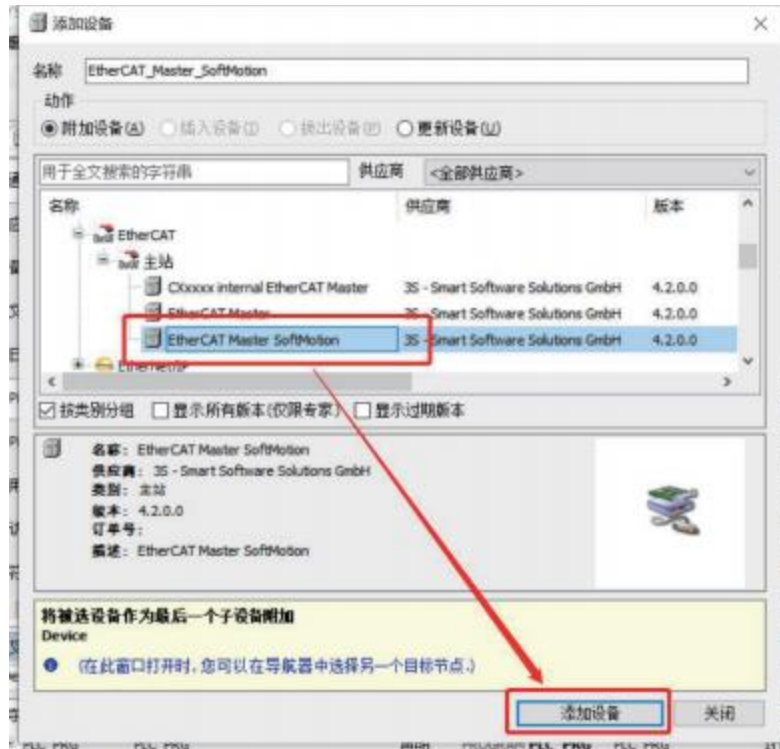 添加设备
名称 EtherCAT_Master_SoftMotion
动作
附加设备(A) 插入设备(I) 拔出设备(P) 更新设备(U)
用于全文搜索的字符串 供应商 <全部供应商>
名称 供应商 版本
EtherCAT
主站
CXxxxx internal EtherCAT Master 3S - Smart Software Solutions GmbH 4.2.0.0
EtherCAT Master 3S - Smart Software Solutions GmbH 4.2.0.0
EtherCAT Master SoftMotion 3S - Smart Software Solutions GmbH 4.2.0.0
EtherNet/IP
按类别分组 显示所有版本(仅限专家) 显示过期版本
名称: EtherCAT Master SoftMotion
供应商: 3S - Smart Software Solutions GmbH
类别: 主站
版本: 4.2.0.0
订单号:
描述: EtherCAT Master SoftMotion
将被选设备作为最后一个子设备附加
Device
(在此窗口打开时,您可以在导航器中选择另一个目标节点.)
添加设备 关闭